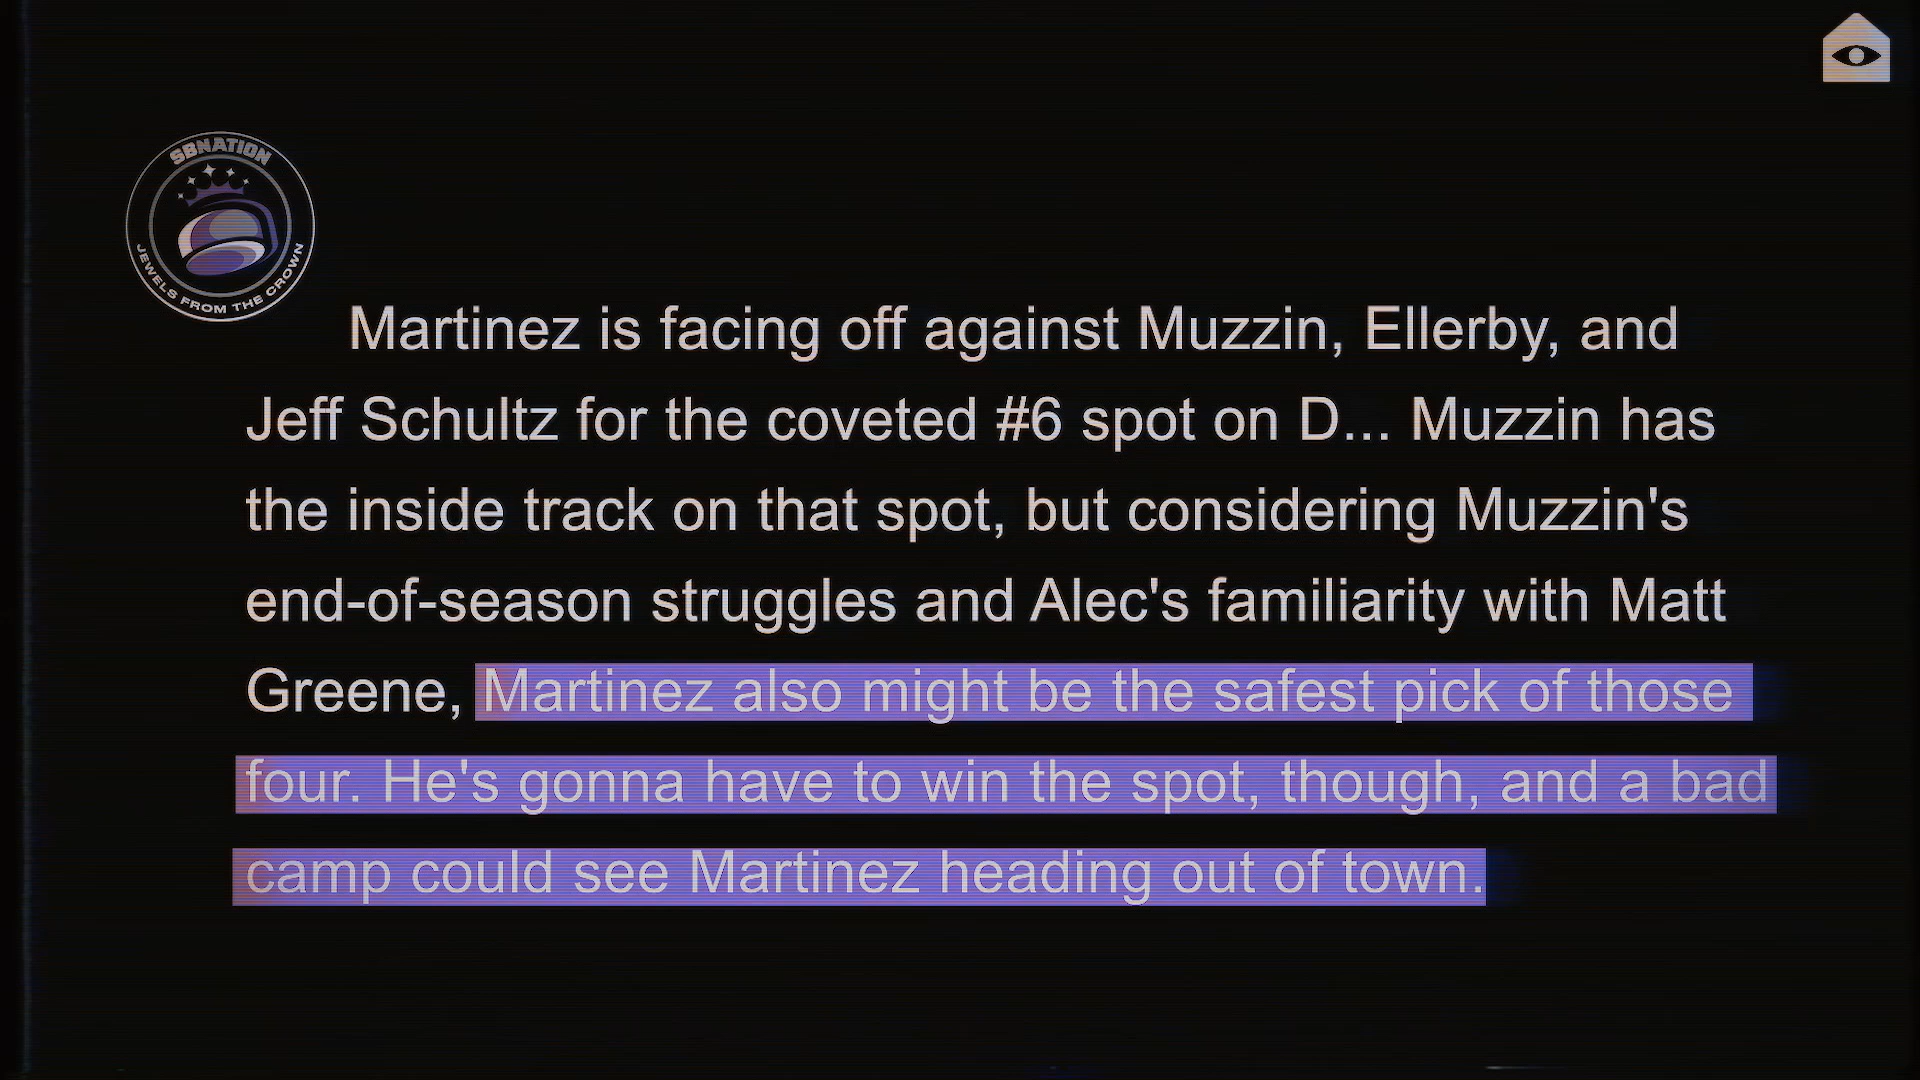 SBNATION
JEWELS FROM THE CROWN
Martinez is facing off against Muzzin, Ellerby, and
Jeff Schultz for the coveted #6 spot on D... Muzzin has
the inside track on that spot, but considering Muzzin's
end-of-season struggles and Alec's familiarity with Matt
Greene, Martinez also might be the safest pick of those
four. He's gonna have to win the spot, though, and a bad
camp could see Martinez heading out of town.